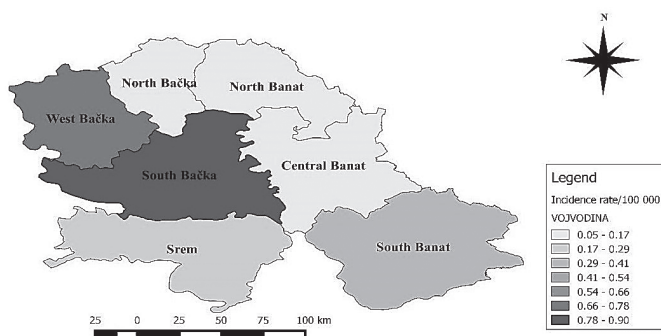 N
North Bačka
North Banat
West Bačka
Central Banat
South Bačka
Srem
South Banat
Legend
Incidence rate/100 000
VOJVODINA
0.05 - 0.17
0.17 - 0.29
0.29 - 0.41
0.41 - 0.54
0.54 - 0.66
0.66 - 0.78
0.78 - 0.90
25 0 25 50 75 100 km